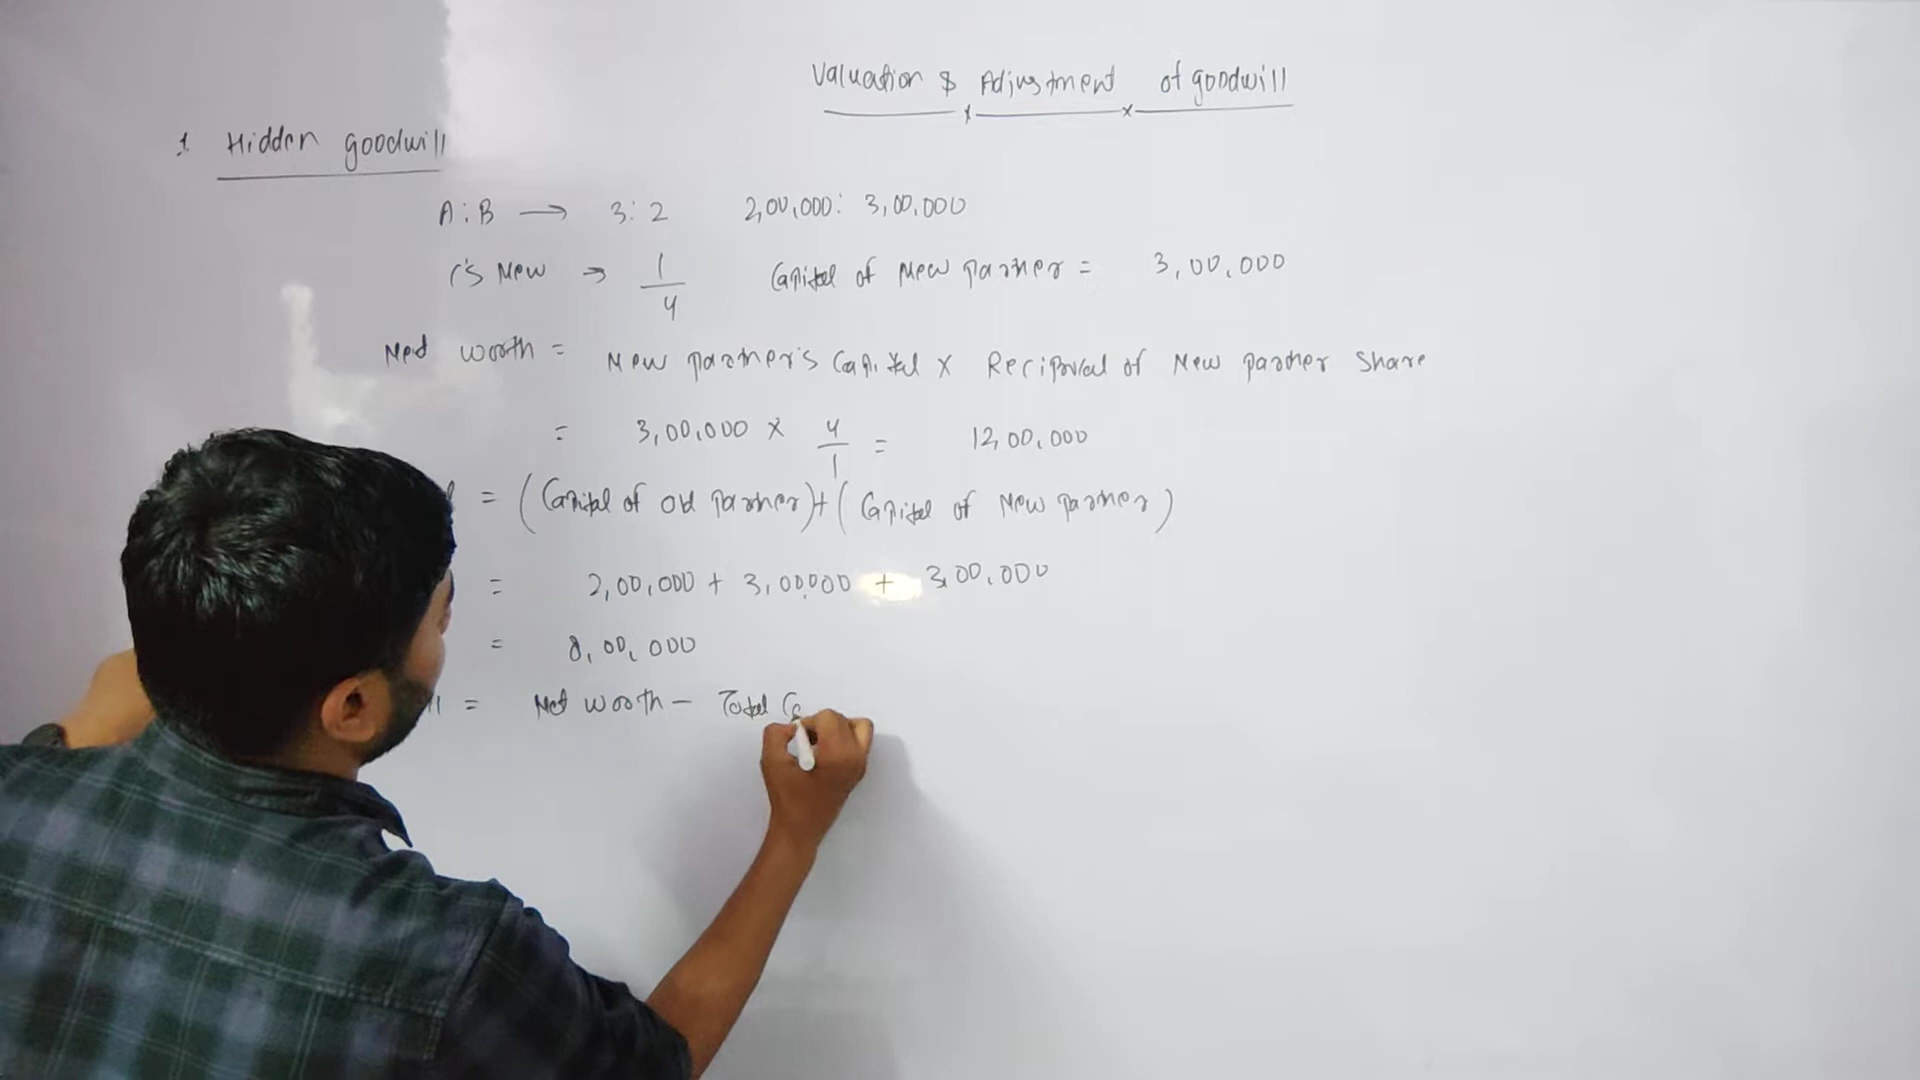 Valuation & Adjustment of goodwill
1 Hidden goodwill
A:B → 3:2 2,00,000: 3,00,000
C's New → 1/4 Capital of New Partner = 3,00,000
Net worth = New Partner's Capital x Reciprocal of New Partner Share
= 3,00,000 x 4/1 = 12,00,000
= (Capital of Old Partner) + (Capital of New Partner)
= 2,00,000 + 3,00,000 + 3,00,000
= 8,00,000
= Net worth - Total Ca